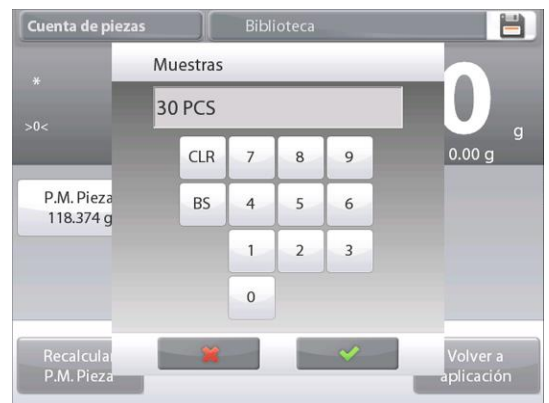 Cuenta de piezas
Biblioteca
Muestras
*
30 PCS
0
g
>0<
CLR
7
8
9
0.00 g
P.M. Pieza
118.374 g
BS
4
5
6
1
2
3
0
Recalcula
P.M. Pieza
Volver a
aplicación